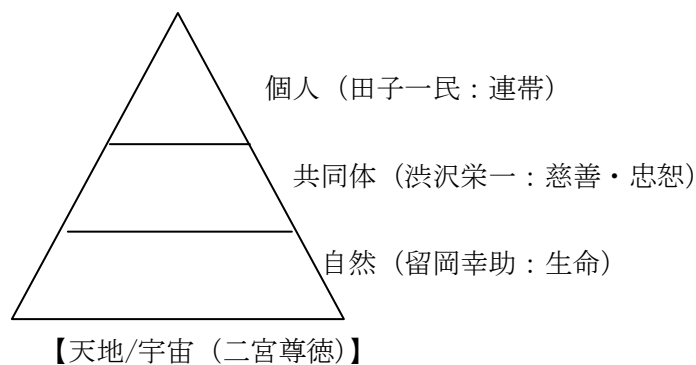 個人（田子一民：連帯）
共同体（渋沢栄一：慈善・忠恕）
自然（留岡幸助：生命）
【天地/宇宙（二宮尊徳）】